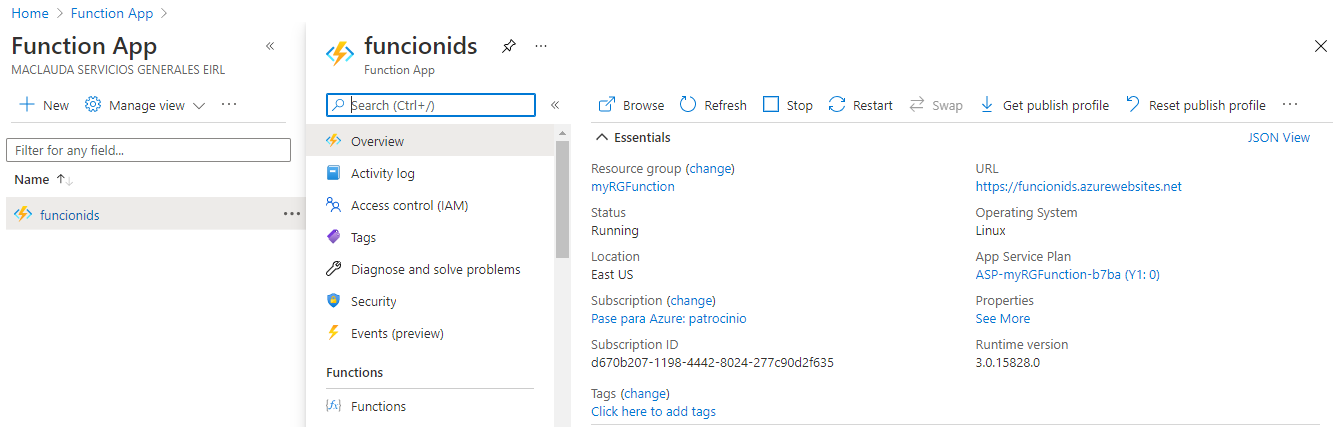 Home > Function App >
Function App «
MACLAUDA SERVICIOS GENERALES EIRL
New Manage view ...
Filter for any field...
Name ↑↓
funcionids ...
funcionids ...
Function App
Search (Ctrl+/) «
Overview
Activity log
Access control (IAM)
Tags
Diagnose and solve problems
Security
Events (preview)
Functions
Functions
Browse Refresh Stop Restart Swap Get publish profile Reset publish profile ...
Essentials JSON View
Resource group (change)
myRGFunction
Status
Running
Location
East US
Subscription (change)
Pase para Azure: patrocinio
Subscription ID
d670b207-1198-4442-8024-277c90d2f635
Tags (change)
Click here to add tags
URL
https://funcionids.azurewebsites.net
Operating System
Linux
App Service Plan
ASP-myRGFunction-b7ba (Y1: 0)
Properties
See More
Runtime version
3.0.15828.0